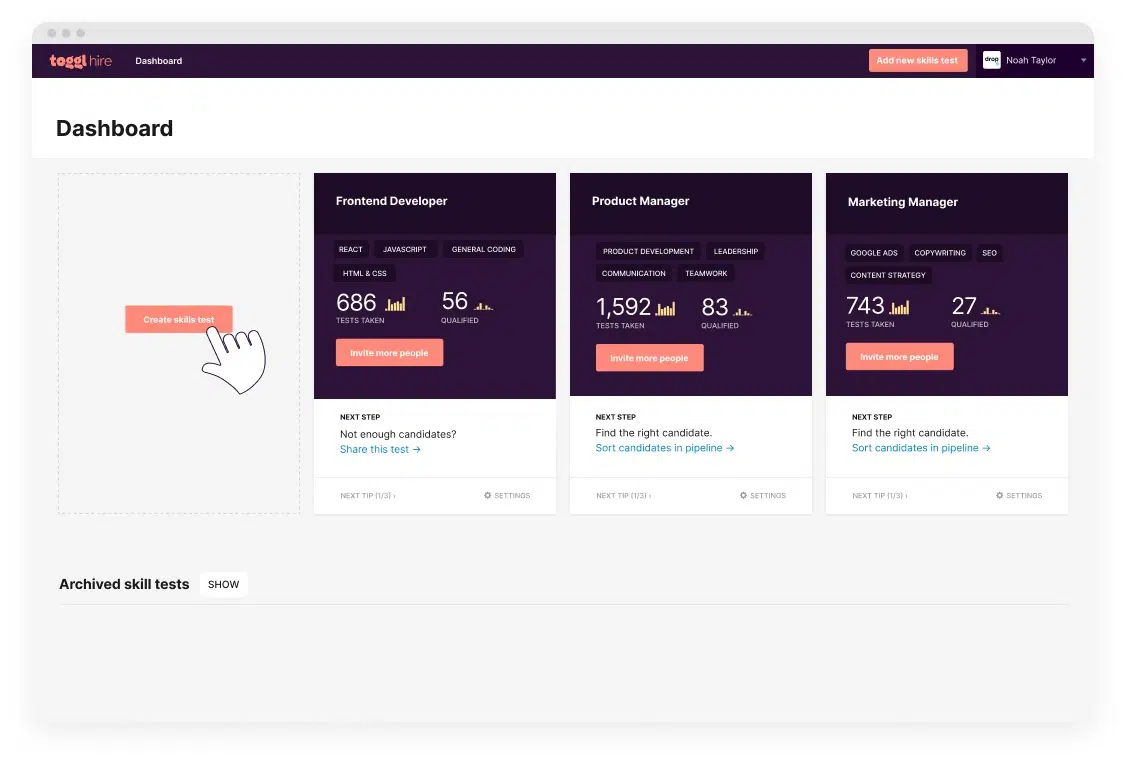 toggl hire
Dashboard
Add new skills test
drop
Noah Taylor
Dashboard
Create skills test
Frontend Developer
REACT JAVASCRIPT GENERAL CODING
HTML & CSS
686 56
TESTS TAKEN QUALIFIED
Invite more people
NEXT STEP
Not enough candidates?
Share this test →
NEXT TIP (1/3) › SETTINGS
Product Manager
PRODUCT DEVELOPMENT LEADERSHIP
COMMUNICATION TEAMWORK
1,592 83
TESTS TAKEN QUALIFIED
Invite more people
NEXT STEP
Find the right candidate.
Sort candidates in pipeline →
NEXT TIP (1/3) › SETTINGS
Marketing Manager
GOOGLE ADS COPYWRITING SEO
CONTENT STRATEGY
743 27
TESTS TAKEN QUALIFIED
Invite more people
NEXT STEP
Find the right candidate.
Sort candidates in pipeline →
NEXT TIP (1/3) › SETTINGS
Archived skill tests SHOW